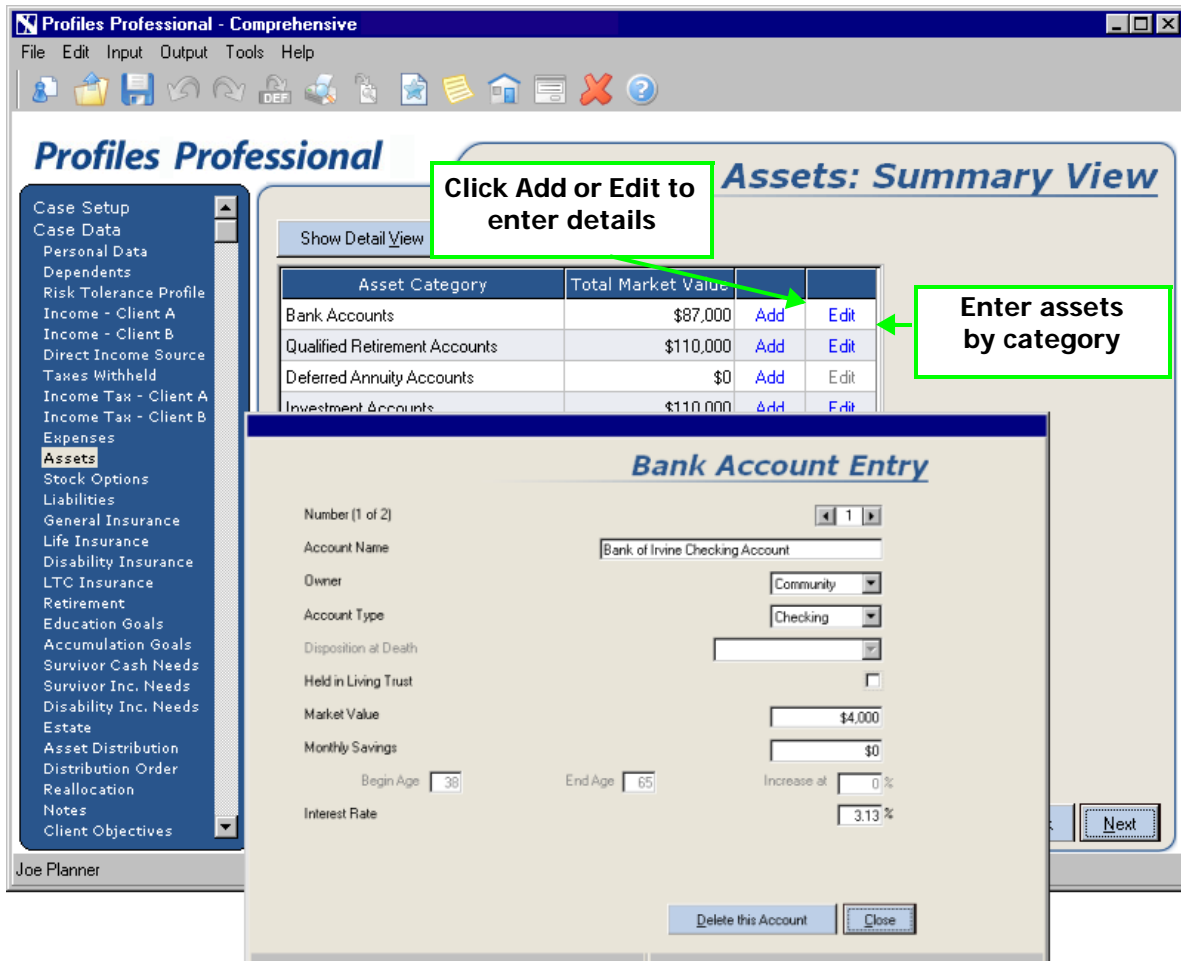 Profiles Professional - Comprehensive
File Edit Input Output Tools Help
DEF
Profiles Professional
Assets: Summary View
Click Add or Edit to
enter details
Enter assets
by category
Case Setup
Case Data
Personal Data
Dependents
Risk Tolerance Profile
Income - Client A
Income - Client B
Direct Income Source
Taxes Withheld
Income Tax - Client A
Income Tax - Client B
Expenses
Assets
Stock Options
Liabilities
General Insurance
Life Insurance
Disability Insurance
LTC Insurance
Retirement
Education Goals
Accumulation Goals
Survivor Cash Needs
Survivor Inc. Needs
Disability Inc. Needs
Estate
Asset Distribution
Distribution Order
Reallocation
Notes
Client Objectives
Show Detail View
Asset Category Total Market Value
Bank Accounts $87,000 Add Edit
Qualified Retirement Accounts $110,000 Add Edit
Deferred Annuity Accounts $0 Add Edit
Investment Accounts $110,000 Add Edit
Bank Account Entry
Number (1 of 2) 1
Account Name Bank of Irvine Checking Account
Owner Community
Account Type Checking
Disposition at Death
Held in Living Trust
Market Value $4,000
Monthly Savings $0
Begin Age 38 End Age 65 Increase at 0 %
Interest Rate 3.13 %
Delete this Account Close
Next
Joe Planner